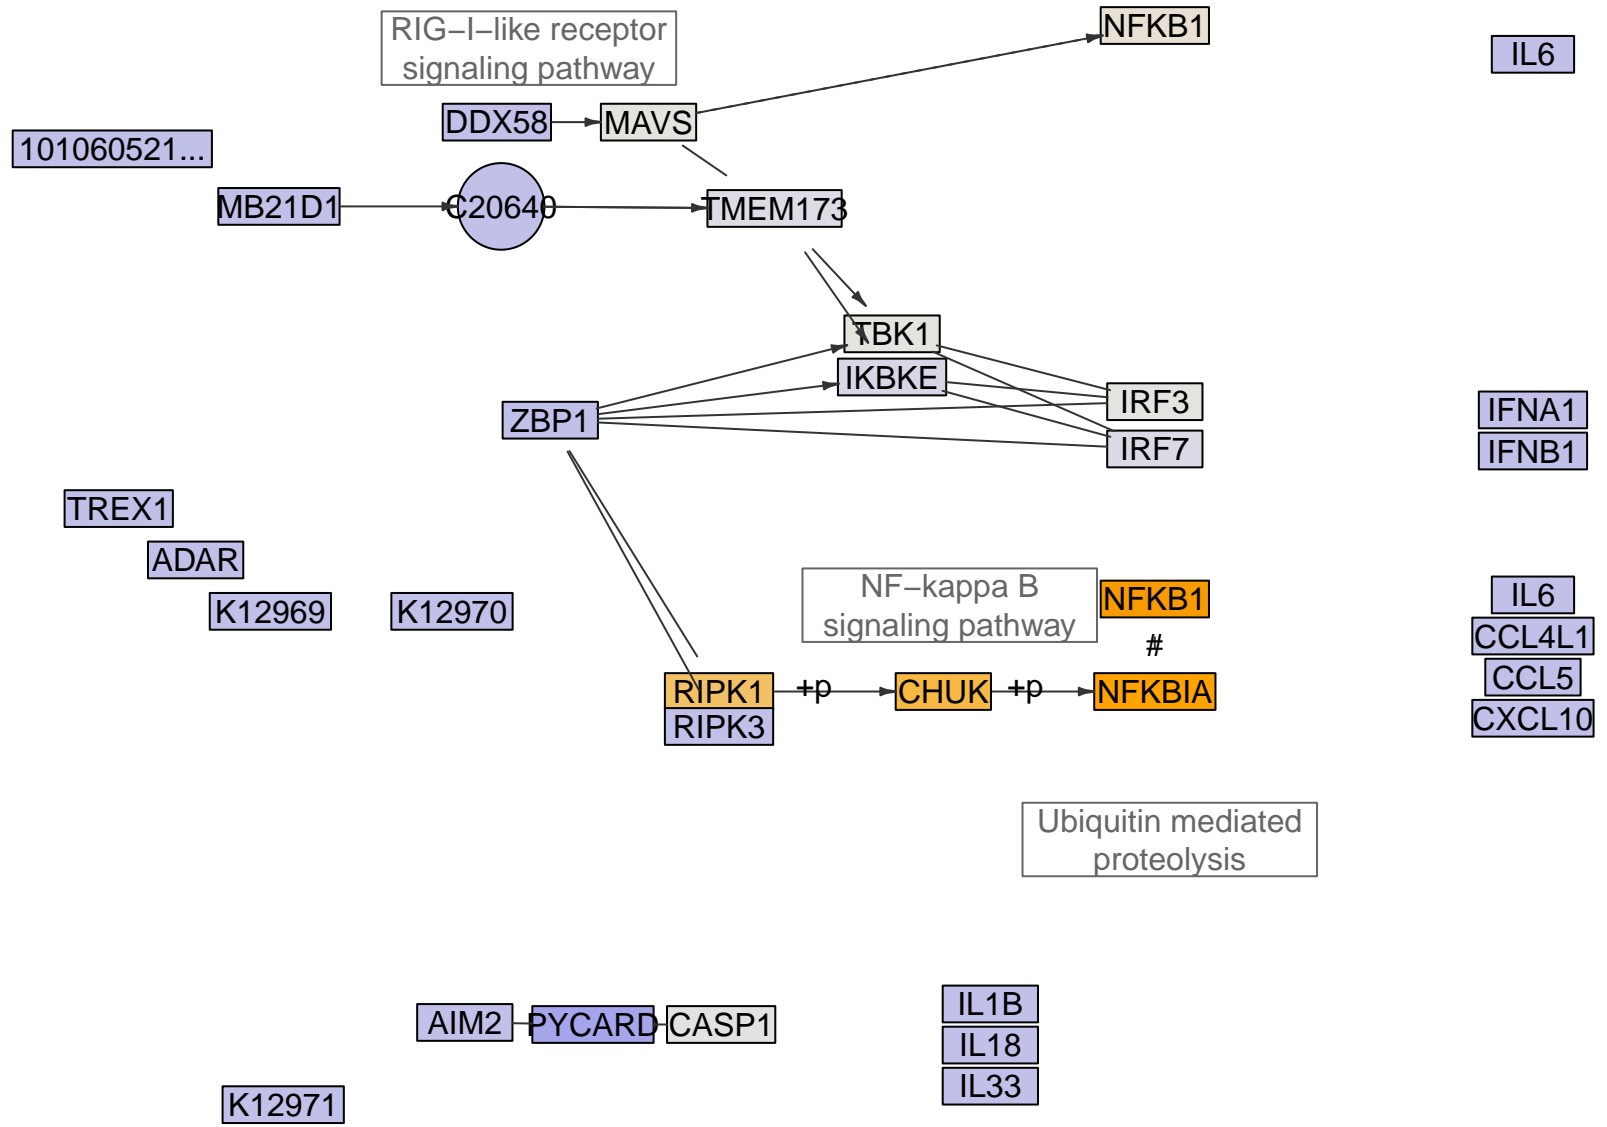 RIG−I−like receptor
signaling pathway
NFKB1
IL6
DDX58
MAVS
101060521...
MB21D1
C20640
TMEM173
TBK1
IKBKE
ZBP1
IRF3
IRF7
IFNA1
IFNB1
TREX1
ADAR
K12969
K12970
NF−kappa B
signaling pathway
NFKB1
#
IL6
CCL4L1
CCL5
CXCL10
RIPK1
+p
CHUK
+p
NFKBIA
RIPK3
Ubiquitin mediated
proteolysis
AIM2
PYCARD
CASP1
IL1B
IL18
IL33
K12971